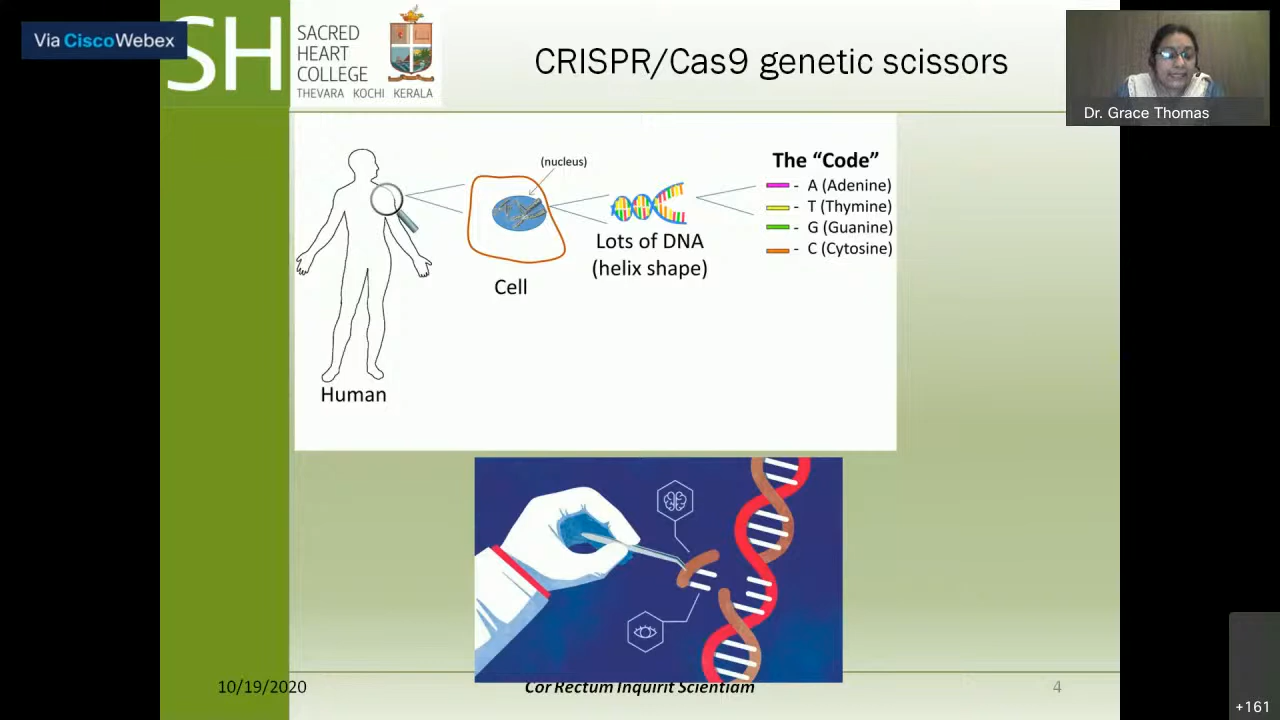 Via Cisco Webex
SH
SACRED
HEART
COLLEGE
THEVARA KOCHI KERALA
CRISPR/Cas9 genetic scissors
Dr. Grace Thomas
(nucleus)
Cell
Human
Lots of DNA
(helix shape)
The “Code”
- A (Adenine)
- T (Thymine)
- G (Guanine)
- C (Cytosine)
10/19/2020
Cor Rectum Inquirit Scientiam
4
+161